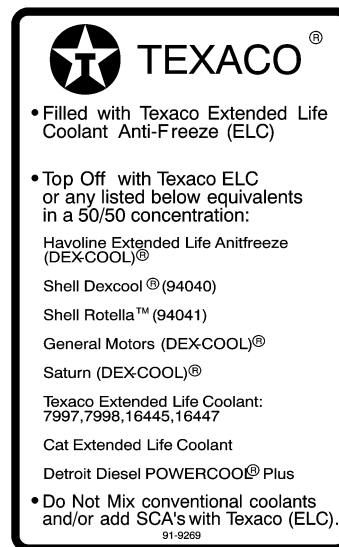 TEXACO®
• Filled with Texaco Extended Life
Coolant Anti-Freeze (ELC)
• Top Off with Texaco ELC
or any listed below equivalents
in a 50/50 concentration:
Havoline Extended Life Anitfreeze
(DEX-COOL)®
Shell Dexcool ® (94040)
Shell Rotella™ (94041)
General Motors (DEX-COOL)®
Saturn (DEX-COOL)®
Texaco Extended Life Coolant:
7997,7998,16445,16447
Cat Extended Life Coolant
Detroit Diesel POWERCOOL® Plus
• Do Not Mix conventional coolants
and/or add SCA's with Texaco (ELC).
91-9269